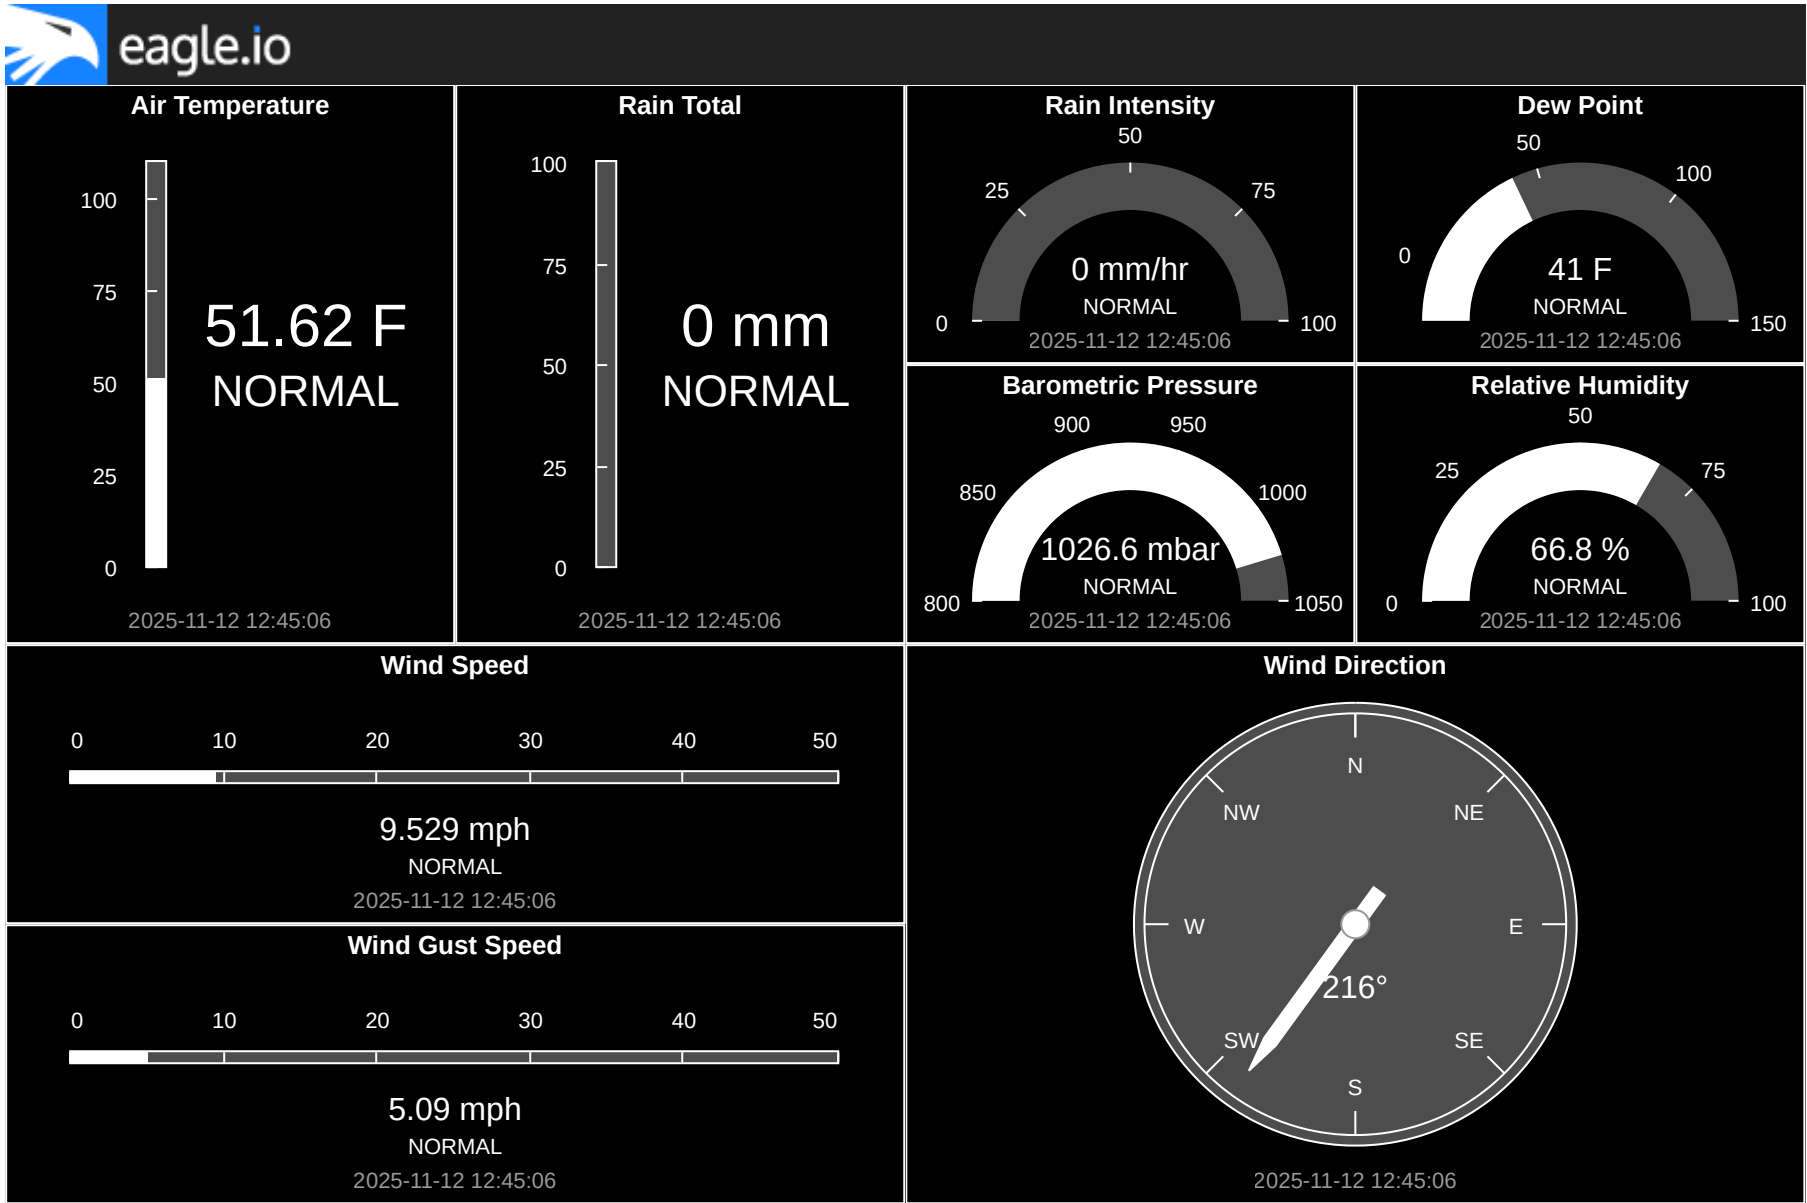 eagle.io
Air Temperature
100
75
50
25
0
51.62 F
NORMAL
2025-11-12 12:45:06
Rain Total
100
75
50
25
0
0 mm
NORMAL
2025-11-12 12:45:06
Rain Intensity
50
25
75
0
100
0 mm/hr
NORMAL
2025-11-12 12:45:06
Dew Point
50
100
0
150
41 F
NORMAL
2025-11-12 12:45:06
Barometric Pressure
900
950
850
1000
800
1050
1026.6 mbar
NORMAL
2025-11-12 12:45:06
Relative Humidity
50
25
75
0
100
66.8 %
NORMAL
2025-11-12 12:45:06
Wind Speed
0 10 20 30 40 50
9.529 mph
NORMAL
2025-11-12 12:45:06
Wind Gust Speed
0 10 20 30 40 50
5.09 mph
NORMAL
2025-11-12 12:45:06
Wind Direction
N
NW
NE
W
E
216°
SW
SE
S
2025-11-12 12:45:06